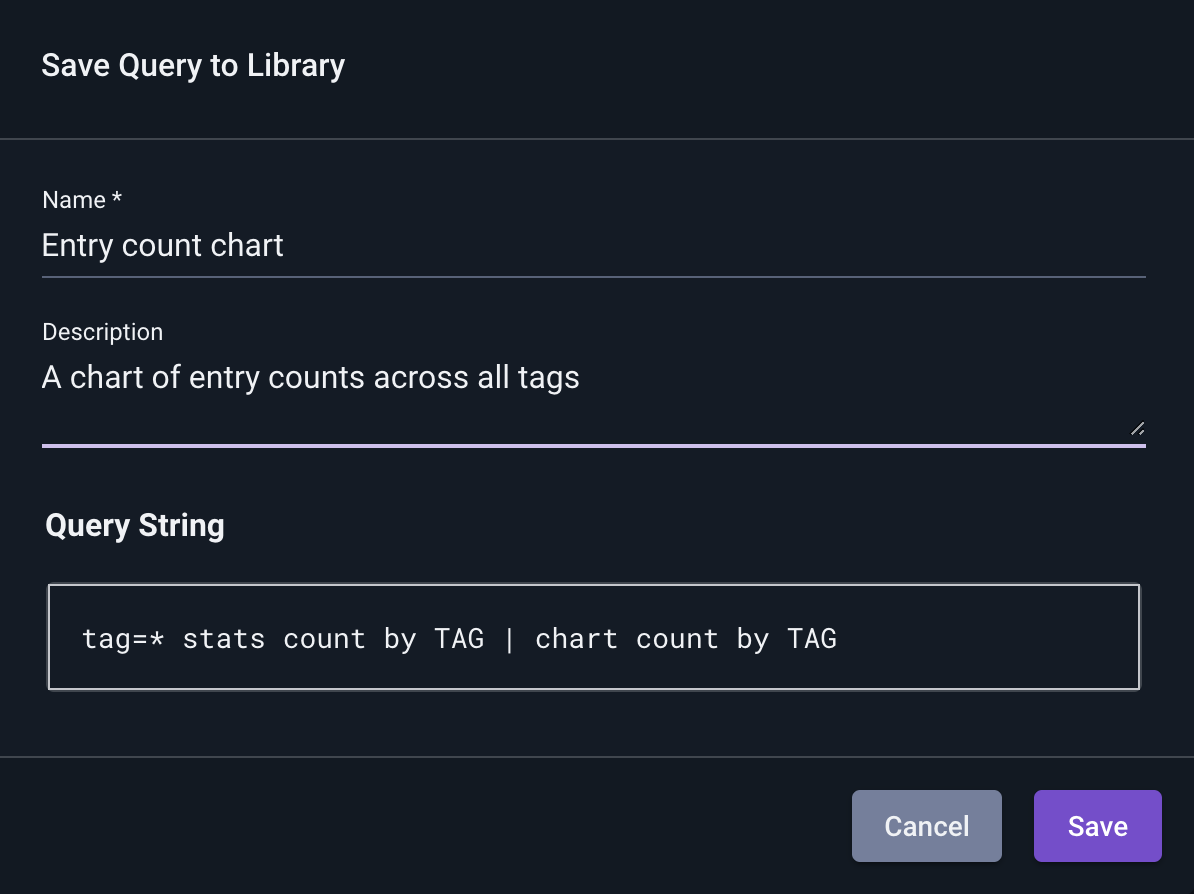 Save Query to Library
Name *
Entry count chart
Description
A chart of entry counts across all tags
Query String
tag=* stats count by TAG | chart count by TAG
Cancel Save